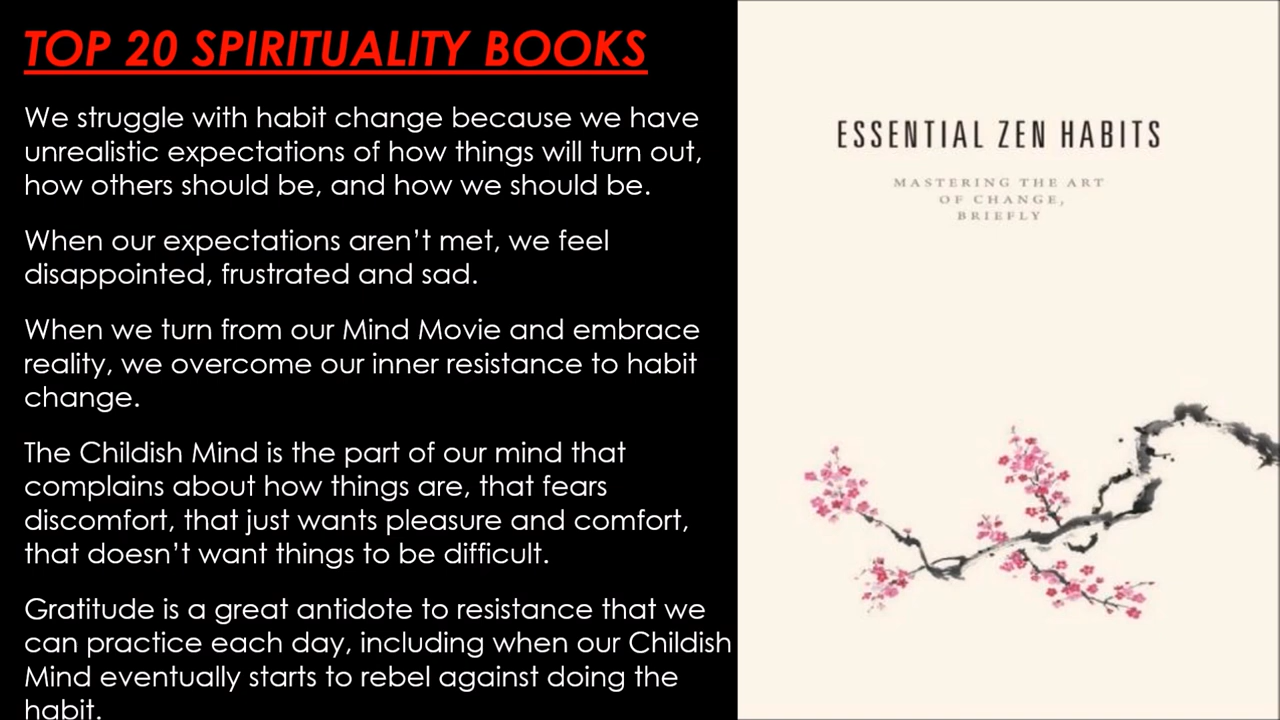 TOP 20 SPIRITUALITY BOOKS
We struggle with habit change because we have
unrealistic expectations of how things will turn out,
how others should be, and how we should be.
When our expectations aren’t met, we feel
disappointed, frustrated and sad.
When we turn from our Mind Movie and embrace
reality, we overcome our inner resistance to habit
change.
The Childish Mind is the part of our mind that
complains about how things are, that fears
discomfort, that just wants pleasure and comfort,
that doesn’t want things to be difficult.
Gratitude is a great antidote to resistance that we
can practice each day, including when our Childish
Mind eventually starts to rebel against doing the
habit.
ESSENTIAL ZEN HABITS
MASTERING THE ART
OF CHANGE,
BRIEFLY